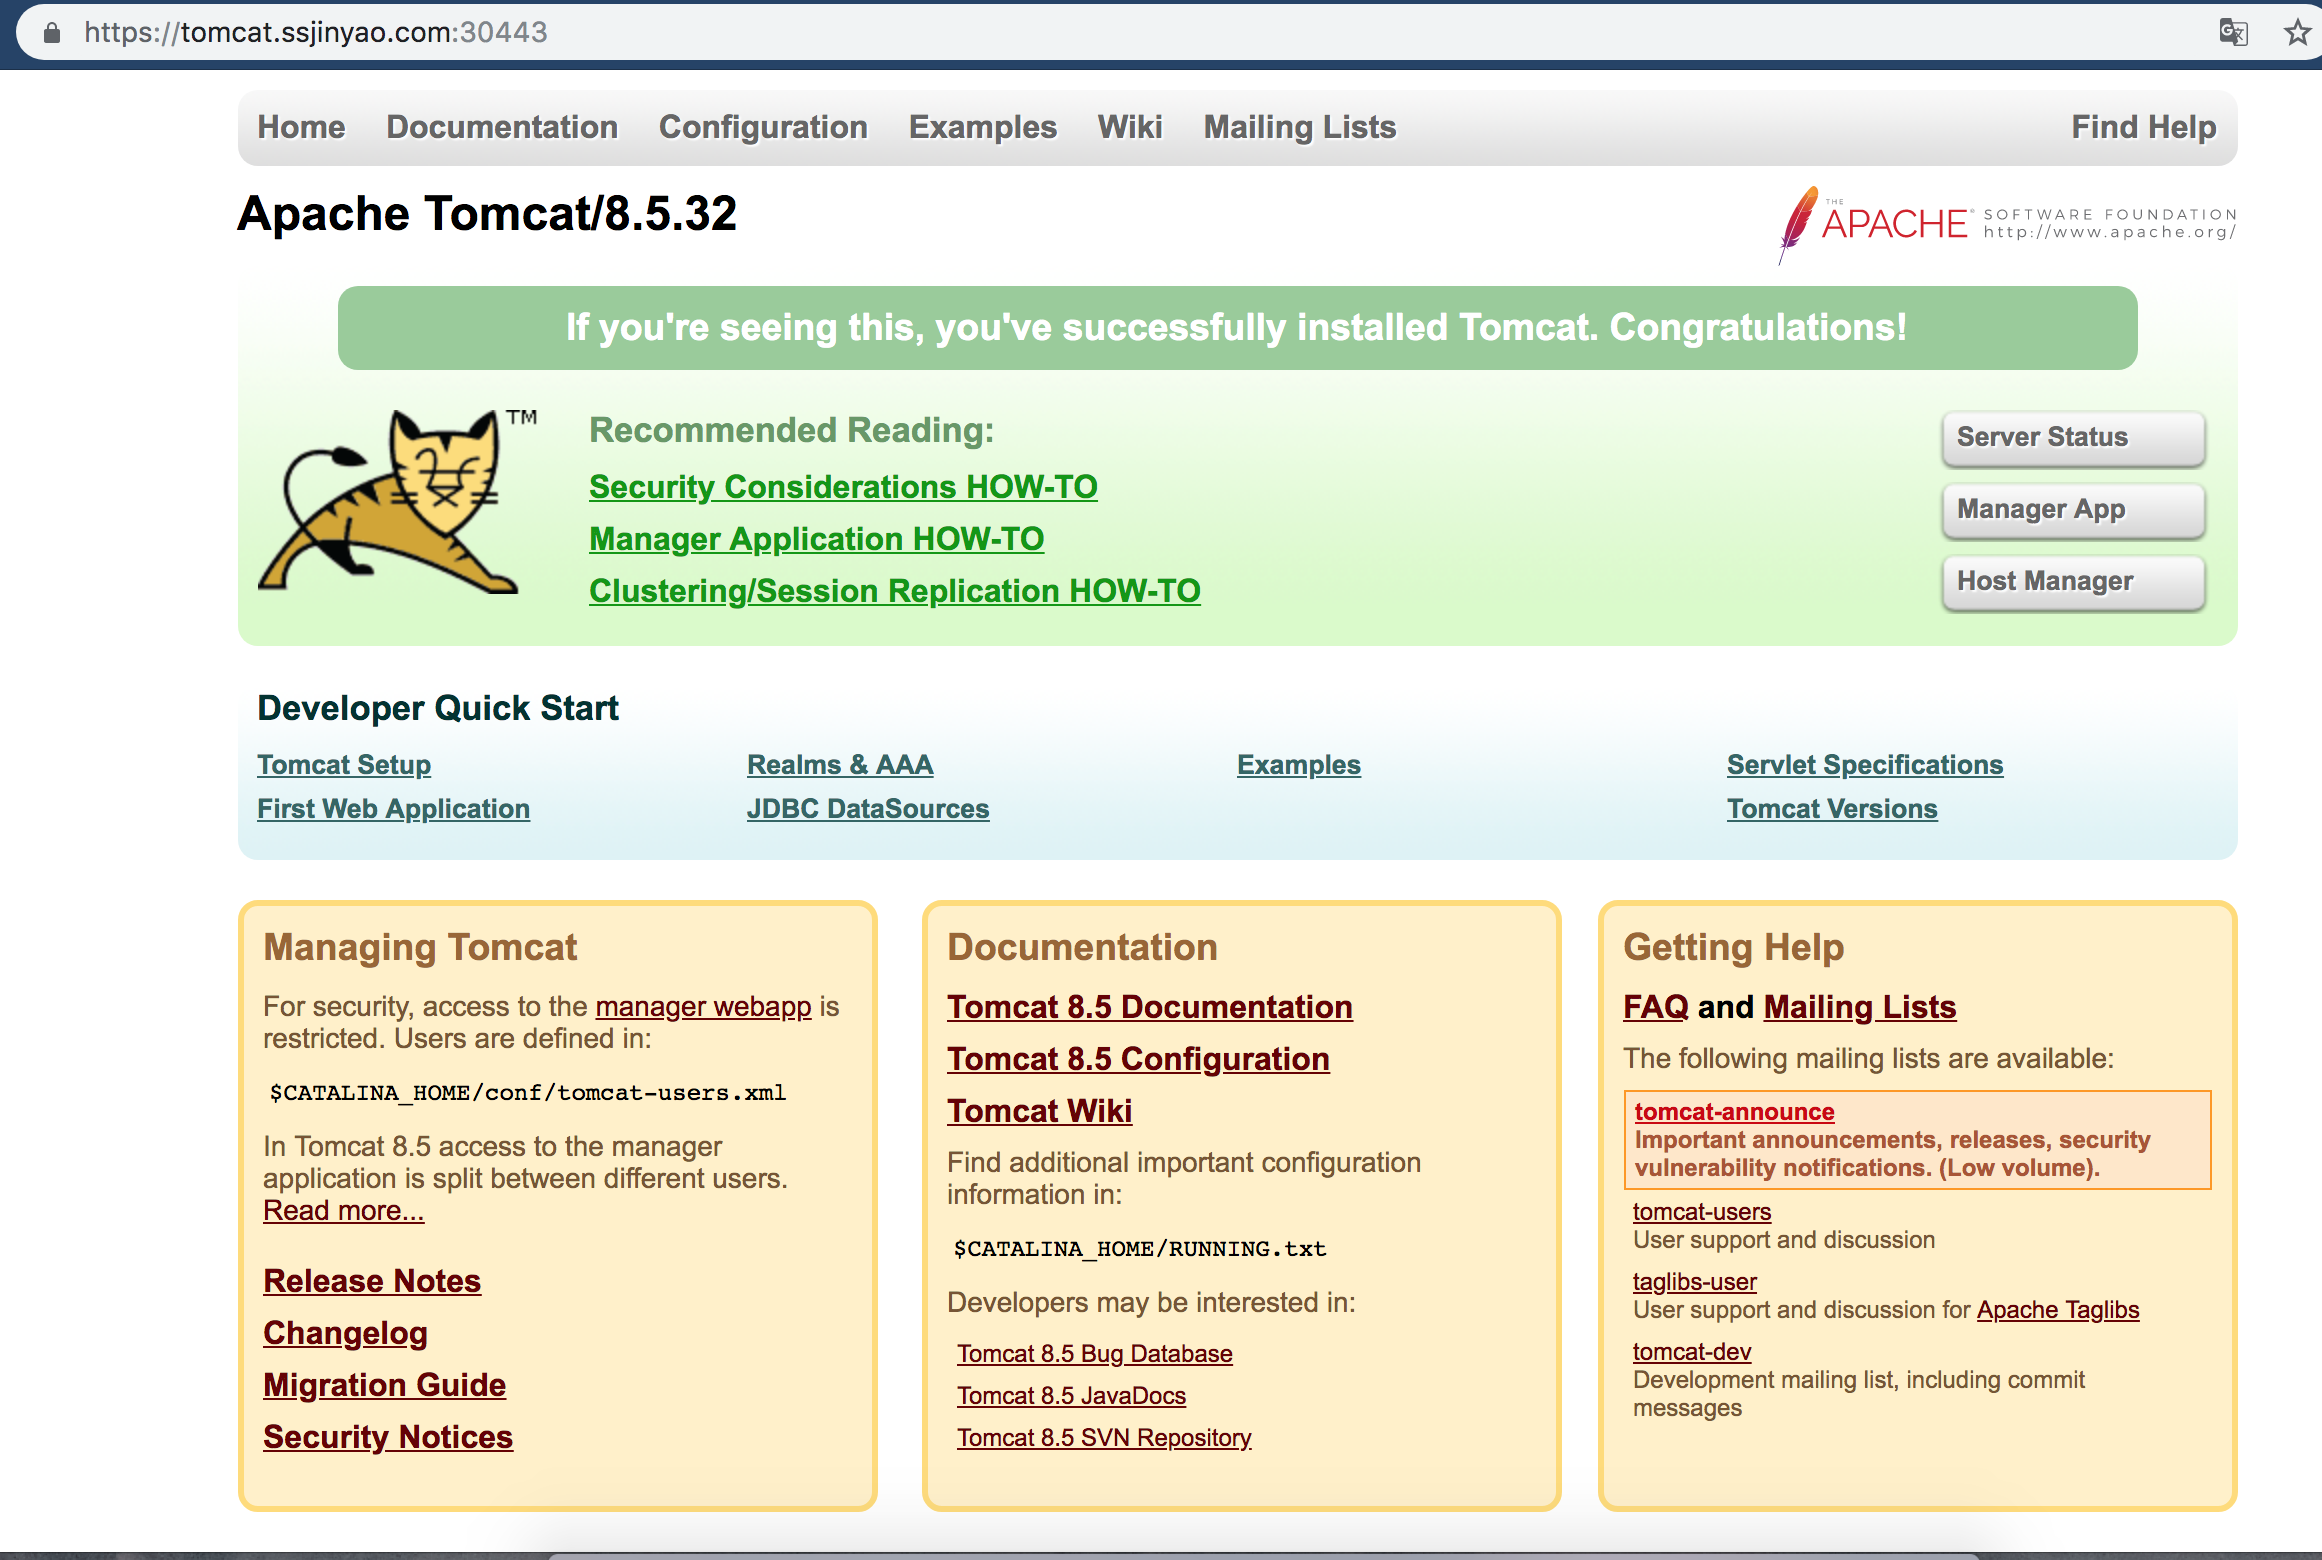 https://tomcat.ssjinyao.com:30443
Home Documentation Configuration Examples Wiki Mailing Lists Find Help
Apache Tomcat/8.5.32
THE APACHE® SOFTWARE FOUNDATION
http://www.apache.org/
If you're seeing this, you've successfully installed Tomcat. Congratulations!
TM
Recommended Reading:
Security Considerations HOW-TO
Manager Application HOW-TO
Clustering/Session Replication HOW-TO
Server Status
Manager App
Host Manager
Developer Quick Start
Tomcat Setup
First Web Application
Realms & AAA
JDBC DataSources
Examples
Servlet Specifications
Tomcat Versions
Managing Tomcat
For security, access to the manager webapp is
restricted. Users are defined in:
$CATALINA_HOME/conf/tomcat-users.xml
In Tomcat 8.5 access to the manager
application is split between different users.
Read more...
Release Notes
Changelog
Migration Guide
Security Notices
Documentation
Tomcat 8.5 Documentation
Tomcat 8.5 Configuration
Tomcat Wiki
Find additional important configuration
information in:
$CATALINA_HOME/RUNNING.txt
Developers may be interested in:
Tomcat 8.5 Bug Database
Tomcat 8.5 JavaDocs
Tomcat 8.5 SVN Repository
Getting Help
FAQ and Mailing Lists
The following mailing lists are available:
tomcat-announce
Important announcements, releases, security
vulnerability notifications. (Low volume).
tomcat-users
User support and discussion
taglibs-user
User support and discussion for Apache Taglibs
tomcat-dev
Development mailing list, including commit
messages